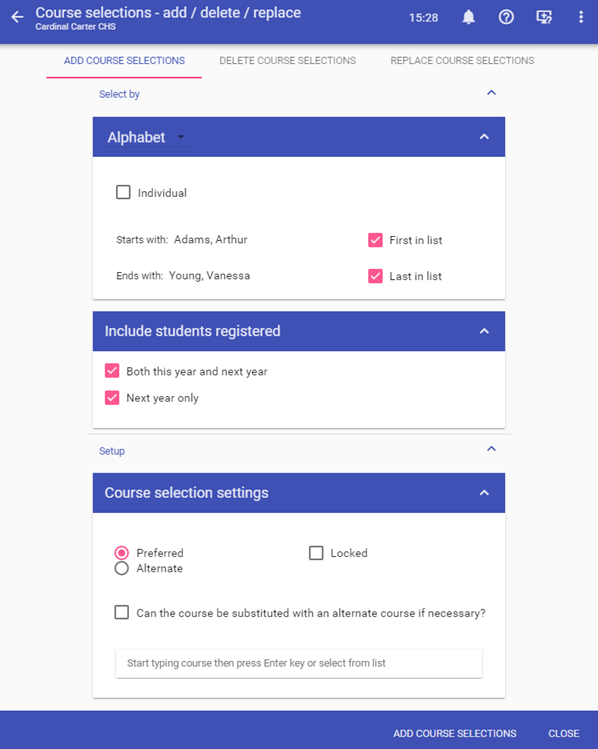 Course selections - add / delete / replace
Cardinal Carter CHS
15:28
ADD COURSE SELECTIONS
DELETE COURSE SELECTIONS
REPLACE COURSE SELECTIONS
Select by
Alphabet
Individual
Starts with: Adams, Arthur
First in list
Ends with: Young, Vanessa
Last in list
Include students registered
Both this year and next year
Next year only
Setup
Course selection settings
Preferred
Locked
Alternate
Can the course be substituted with an alternate course if necessary?
Start typing course then press Enter key or select from list
ADD COURSE SELECTIONS
CLOSE